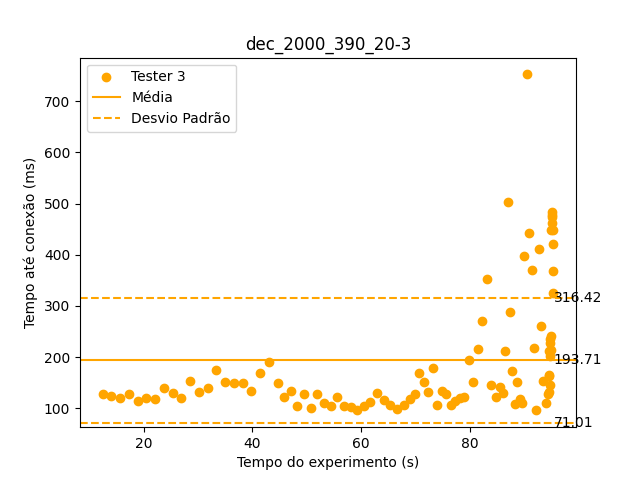 dec_2000_390_20-3
Tester 3
Média
Desvio Padrão
Tempo até conexão (ms)
700
600
500
400
300
200
100
316.42
193.71
71.01
20
40
60
80
Tempo do experimento (s)